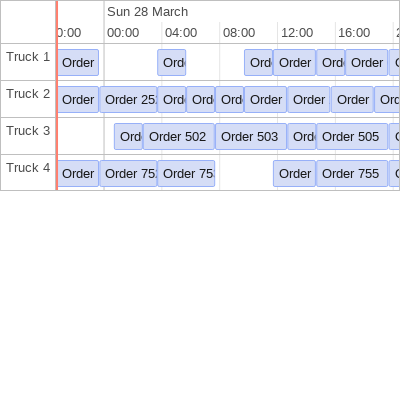 Sun 28 March
0:00 00:00 04:00 08:00 12:00 16:00
Truck 1 Order Ord Ord Order Ord Order
Truck 2 Order Order 25 Ord Ord Ord Order Order Order Ord
Truck 3 Ord Order 502 Order 503 Ord Order 505
Truck 4 Order Order 75 Order 75 Order Order 755